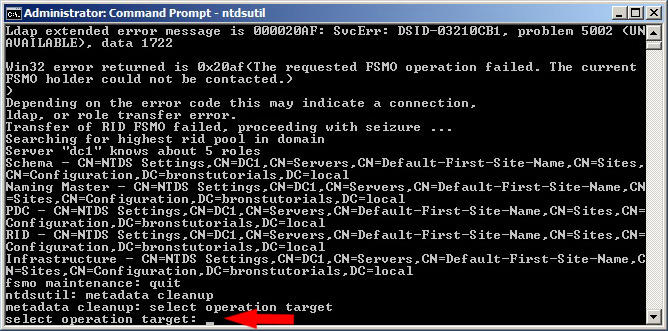 Administrator: Command Prompt - ntdsutil
Ldap extended error message is 000020AF: SvcErr: DSID-03210CB1, problem 5002 (UN
AVAILABLE), data 1722
Win32 error returned is 0x20af(The requested FSMO operation failed. The current
FSMO holder could not be contacted.)
)
Depending on the error code this may indicate a connection,
ldap, or role transfer error.
Transfer of RID FSMO failed, proceeding with seizure ...
Searching for highest rid pool in domain
Server "dc1" knows about 5 roles
Schema - CN=NTDS Settings,CN=DC1,CN=Servers,CN=Default-First-Site-Name,CN=Sites,
CN=Configuration,DC=bronstutorials,DC=local
Naming Master - CN=NTDS Settings,CN=DC1,CN=Servers,CN=Default-First-Site-Name,CN
=Sites,CN=Configuration,DC=bronstutorials,DC=local
PDC - CN=NTDS Settings,CN=DC1,CN=Servers,CN=Default-First-Site-Name,CN=Sites,CN=
Configuration,DC=bronstutorials,DC=local
RID - CN=NTDS Settings,CN=DC1,CN=Servers,CN=Default-First-Site-Name,CN=Sites,CN=
Configuration,DC=bronstutorials,DC=local
Infrastructure - CN=NTDS Settings,CN=DC1,CN=Servers,CN=Default-First-Site-Name,C
N=Sites,CN=Configuration,DC=bronstutorials,DC=local
fsmo maintenance: quit
ntdsutil: metadata cleanup
metadata cleanup: select operation target
select operation target: _